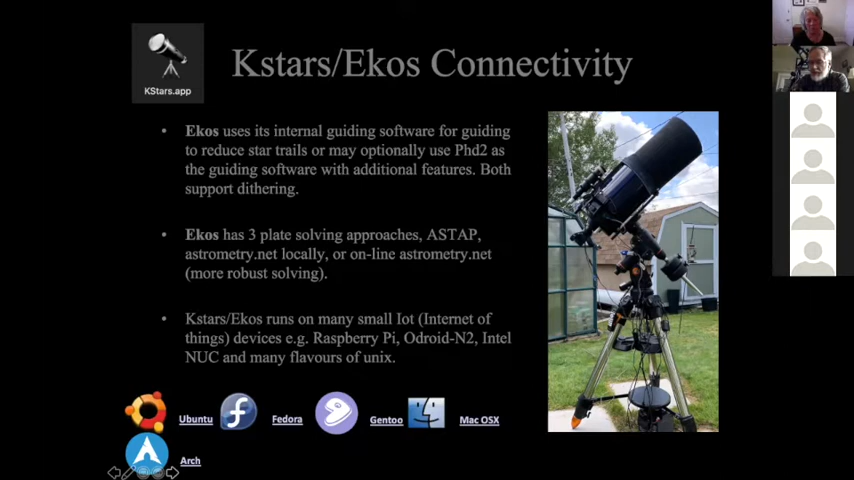 Kstars/Ekos Connectivity
KStars.app
• Ekos uses its internal guiding software for guiding
to reduce star trails or may optionally use Phd2 as
the guiding software with additional features. Both
support dithering.
• Ekos has 3 plate solving approaches, ASTAP,
astrometry.net locally, or on-line astrometry.net
(more robust solving).
• Kstars/Ekos runs on many small Iot (Internet of
things) devices e.g. Raspberry Pi, Odroid-N2, Intel
NUC and many flavours of unix.
Ubuntu Fedora Gentoo Mac OSX
Arch